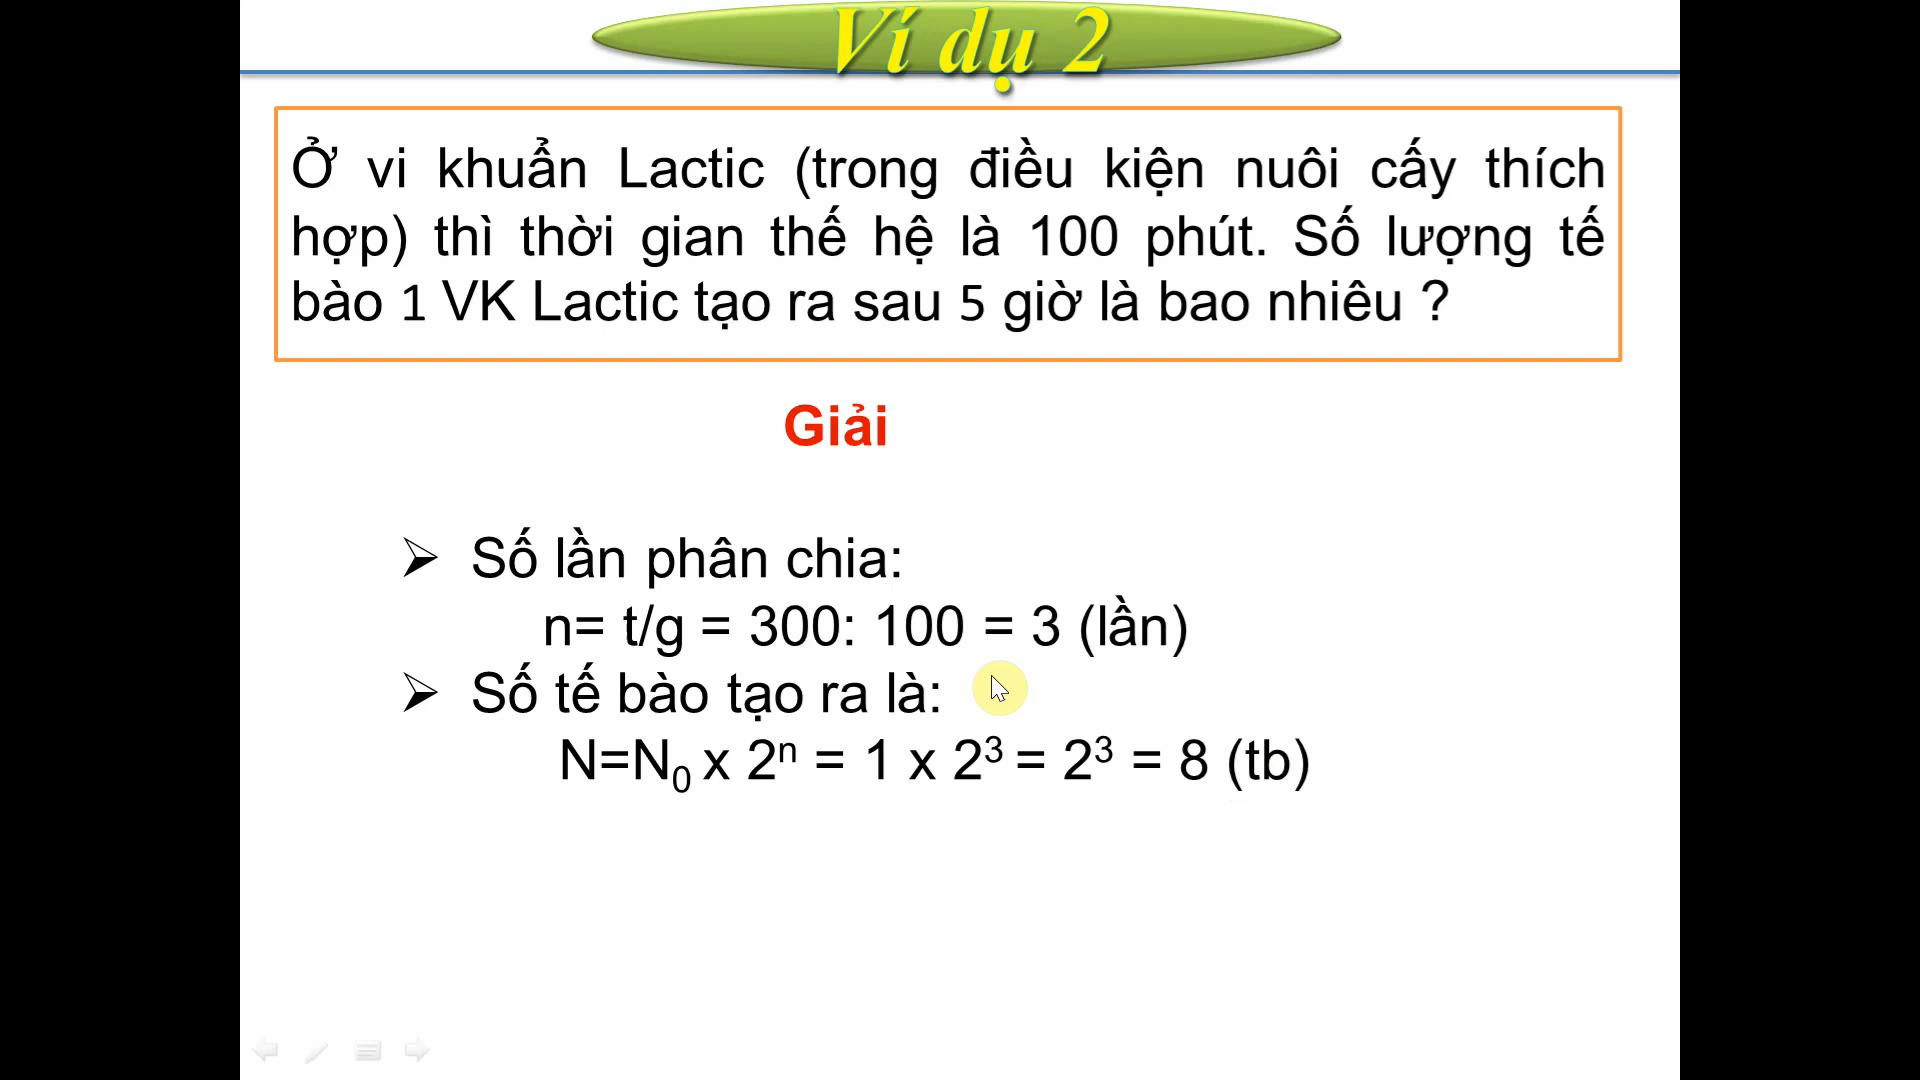 Ví dụ 2
Ở vi khuẩn Lactic (trong điều kiện nuôi cấy thích
hợp) thì thời gian thế hệ là 100 phút. Số lượng tế
bào 1 VK Lactic tạo ra sau 5 giờ là bao nhiêu ?
Giải
➢ Số lần phân chia:
n= t/g = 300: 100 = 3 (lần)
➢ Số tế bào tạo ra là:
N=N₀ x 2ⁿ = 1 x 2³ = 2³ = 8 (tb)